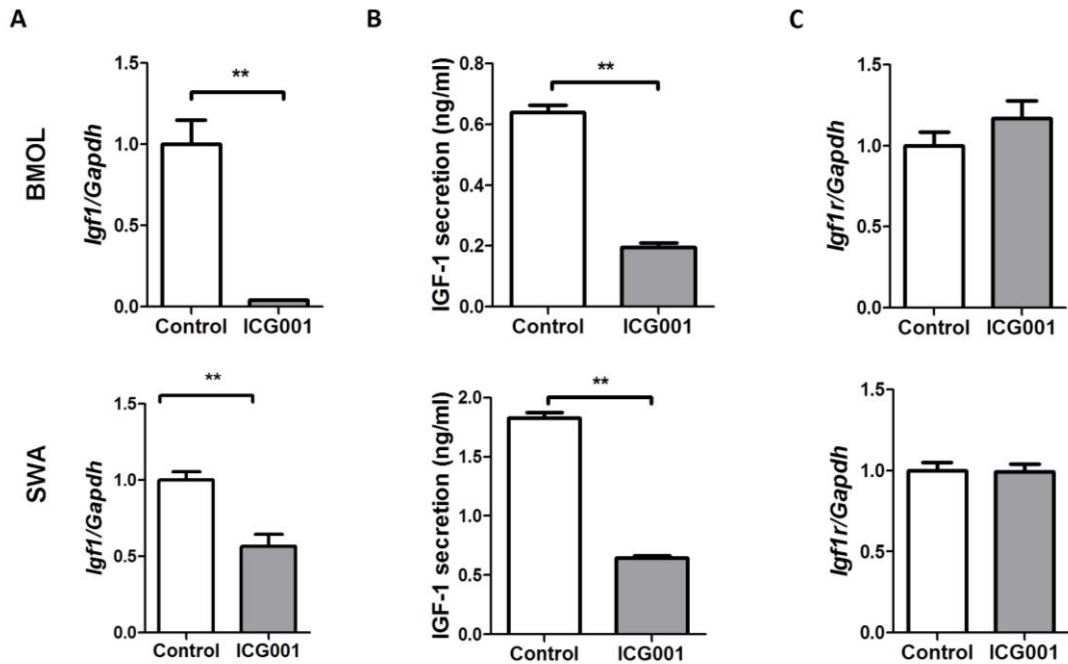 A
B
C
BMOL
Igf1/Gapdh
1.5
1.0
0.5
0.0
**
Control ICG001
IGF-1 secretion (ng/ml)
0.8
0.6
0.4
0.2
0.0
**
Control ICG001
Igf1r/Gapdh
1.5
1.0
0.5
0.0
Control ICG001
SWA
Igf1/Gapdh
1.5
1.0
0.5
0.0
**
Control ICG001
IGF-1 secretion (ng/ml)
2.0
1.5
1.0
0.5
0.0
**
Control ICG001
Igf1r/Gapdh
1.5
1.0
0.5
0.0
Control ICG001